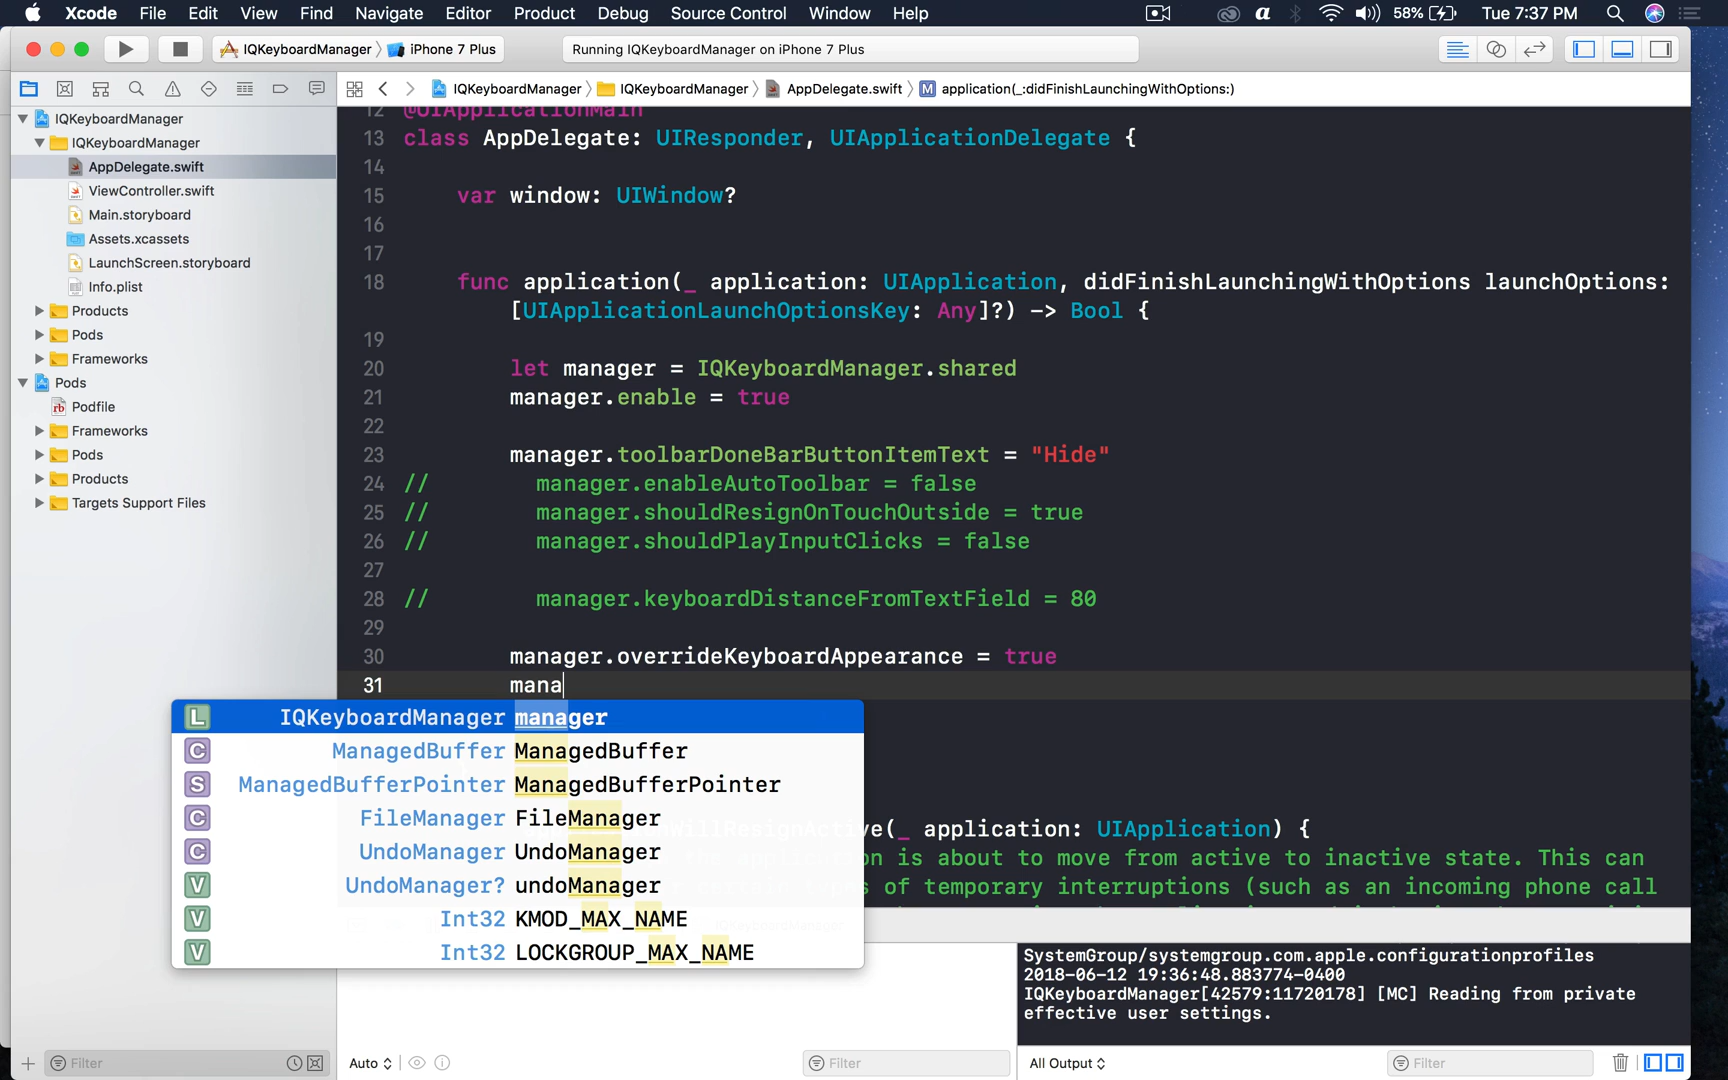 Xcode File Edit View Find Navigate Editor Product Debug Source Control Window Help 58% Tue 7:37 PM
IQKeyboardManager iPhone 7 Plus Running IQKeyboardManager on iPhone 7 Plus
IQKeyboardManager IQKeyboardManager AppDelegate.swift M application(_:didFinishLaunchingWithOptions:)
IQKeyboardManager
IQKeyboardManager
AppDelegate.swift
ViewController.swift
Main.storyboard
Assets.xcassets
LaunchScreen.storyboard
Info.plist
Products
Pods
Frameworks
Pods
Podfile
Frameworks
Pods
Products
Targets Support Files
12 @UIApplicationMain
13 class AppDelegate: UIResponder, UIApplicationDelegate {
14
15 var window: UIWindow?
16
17
18 func application(_ application: UIApplication, didFinishLaunchingWithOptions launchOptions:
[UIApplicationLaunchOptionsKey: Any]?) -> Bool {
19
20 let manager = IQKeyboardManager.shared
21 manager.enable = true
22
23 manager.toolbarDoneBarButtonItemText = "Hide"
24 // manager.enableAutoToolbar = false
25 // manager.shouldResignOnTouchOutside = true
26 // manager.shouldPlayInputClicks = false
27
28 // manager.keyboardDistanceFromTextField = 80
29
30 manager.overrideKeyboardAppearance = true
31 mana
L IQKeyboardManager manager
C ManagedBuffer ManagedBuffer
S ManagedBufferPointer ManagedBufferPointer
C FileManager FileManager
C UndoManager UndoManager
V UndoManager? undoManager
V Int32 KMOD_MAX_NAME
V Int32 LOCKGROUP_MAX_NAME
WillResignActive(_ application: UIApplication) {
the application is about to move from active to inactive state. This can
of temporary interruptions (such as an incoming phone call
SystemGroup/systemgroup.com.apple.configurationprofiles
2018-06-12 19:36:48.883774-0400
IQKeyboardManager[42579:11720178] [MC] Reading from private
effective user settings.
Filter Auto Filter All Output Filter